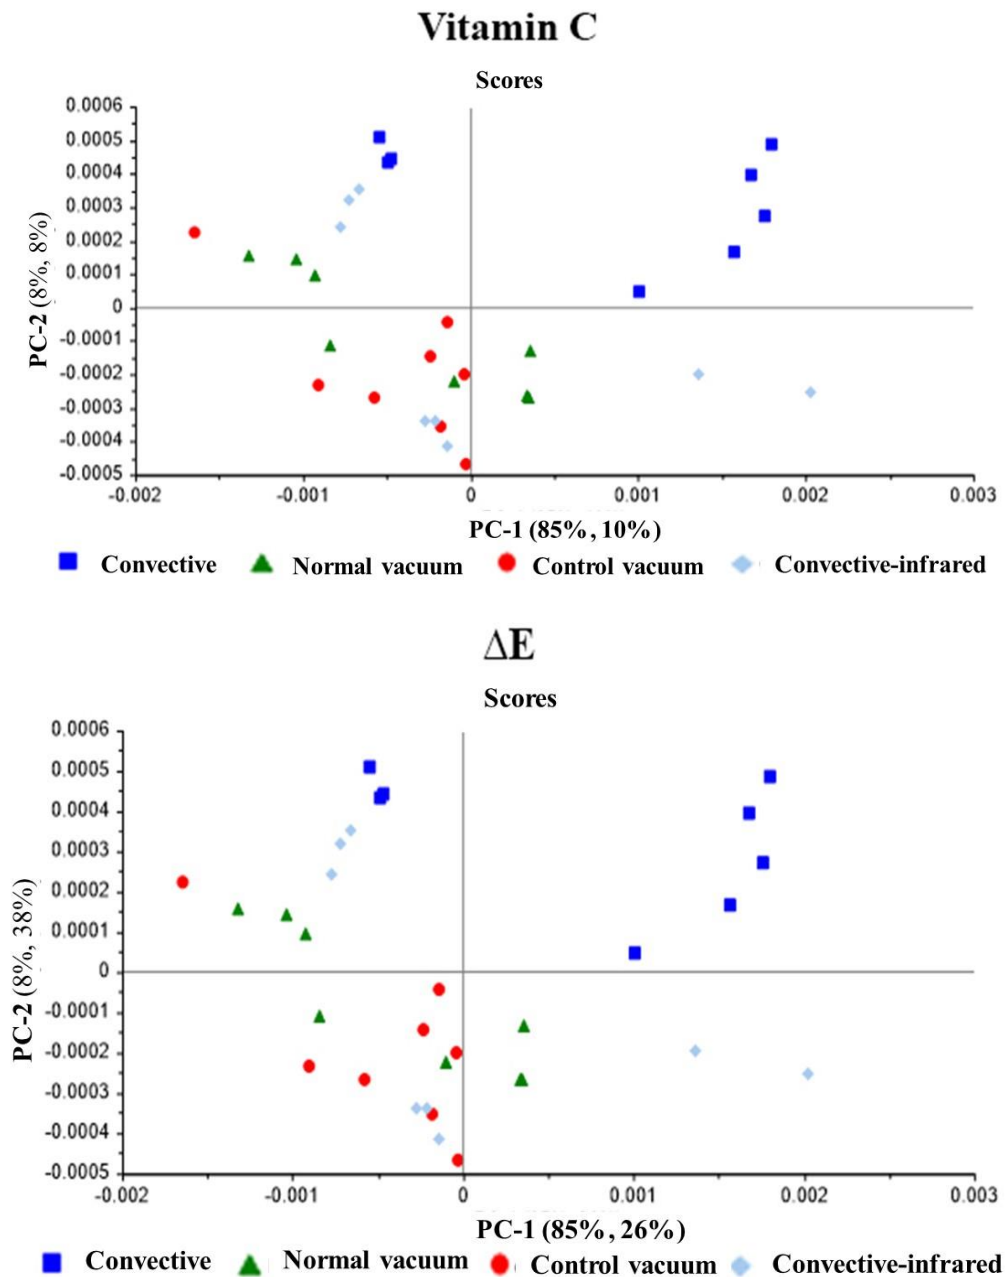 Vitamin C
Scores
0.0006
0.0005
0.0004
0.0003
0.0002
0.0001
0
-0.0001
-0.0002
-0.0003
-0.0004
-0.0005
PC-2 (8%, 8%)
-0.002 -0.001 0 0.001 0.002 0.003
PC-1 (85%, 10%)
Convective Normal vacuum Control vacuum Convective-infrared
ΔE
Scores
0.0006
0.0005
0.0004
0.0003
0.0002
0.0001
0
-0.0001
-0.0002
-0.0003
-0.0004
-0.0005
PC-2 (8%, 38%)
-0.002 -0.001 0 0.001 0.002 0.003
PC-1 (85%, 26%)
Convective Normal vacuum Control vacuum Convective-infrared